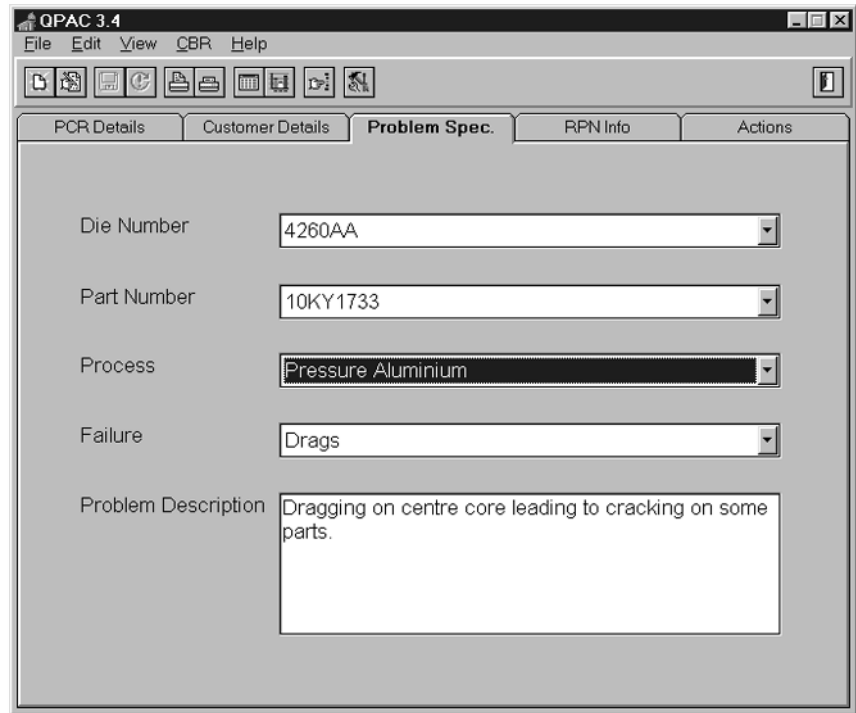 QPAC 3.4
File Edit View CBR Help
PCR Details Customer Details Problem Spec. RPN Info Actions
Die Number 4260AA
Part Number 10KY1733
Process Pressure Aluminium
Failure Drags
Problem Description Dragging on centre core leading to cracking on some
parts.